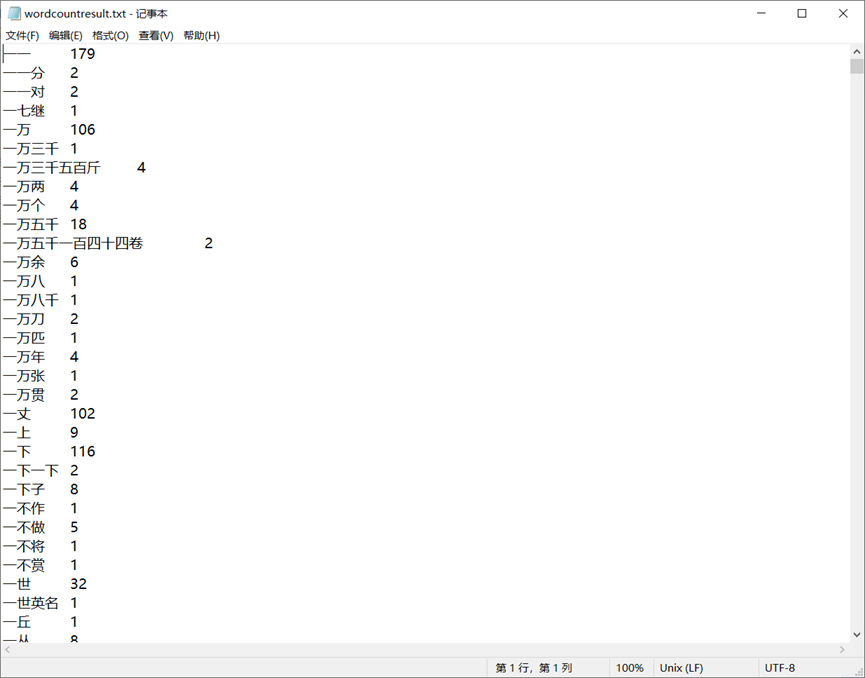 wordcountresult.txt - 记事本
文件(F) 编辑(E) 格式(O) 查看(V) 帮助(H)
一一 179
一一分 2
一一对 2
一七继 1
一万 106
一万三千 1
一万三千五百斤 4
一万两 4
一万个 4
一万五千 18
一万五千一百四十四卷 2
一万余 6
一万八 1
一万八千 1
一万刀 2
一万匹 1
一万年 4
一万张 1
一万贯 2
一丈 102
一上 9
一下 116
一下一下 2
一下子 8
一不作 1
一不做 5
一不将 1
一不赏 1
一世 32
一世英名 1
一丘 1
一丛 8
第 1 行，第 1 列 100% Unix (LF) UTF-8